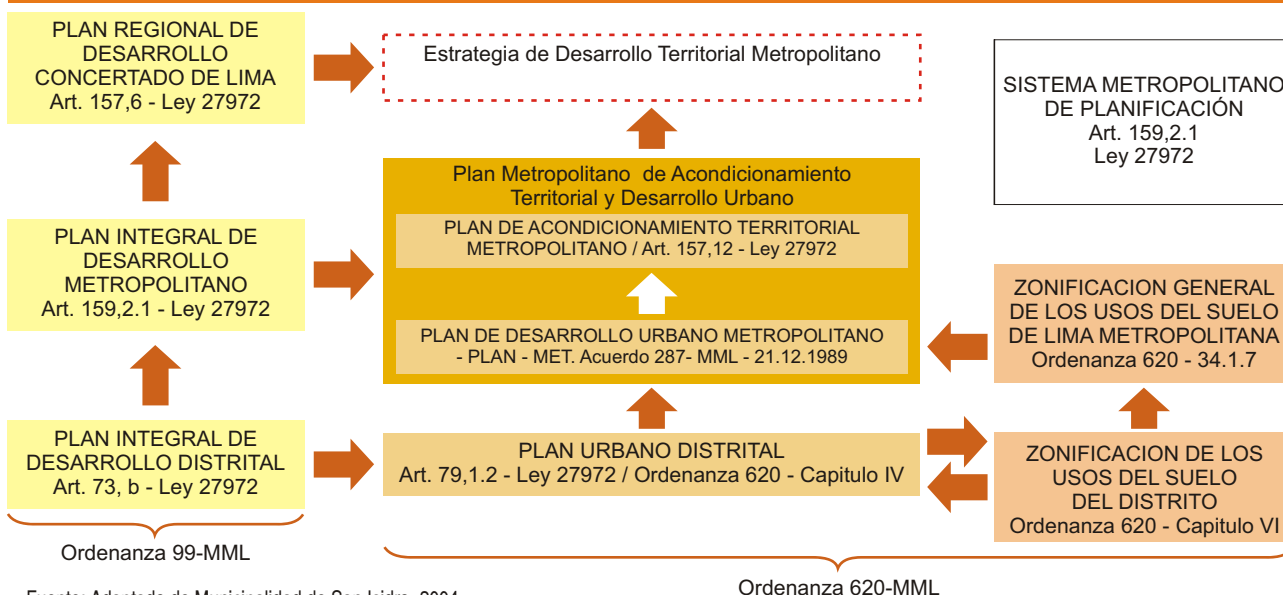 PLAN REGIONAL DE
DESARROLLO
CONCERTADO DE LIMA
Art. 157,6 - Ley 27972
Estrategia de Desarrollo Territorial Metropolitano
SISTEMA METROPOLITANO
DE PLANIFICACIÓN
Art. 159,2.1
Ley 27972
Plan Metropolitano de Acondicionamiento
Territorial y Desarrollo Urbano
PLAN DE ACONDICIONAMIENTO TERRITORIAL
METROPOLITANO / Art. 157,12 - Ley 27972
PLAN INTEGRAL DE
DESARROLLO
METROPOLITANO
Art. 159,2.1 - Ley 27972
PLAN DE DESARROLLO URBANO METROPOLITANO
- PLAN - MET. Acuerdo 287- MML - 21.12.1989
ZONIFICACION GENERAL
DE LOS USOS DEL SUELO
DE LIMA METROPOLITANA
Ordenanza 620 - 34.1.7
PLAN INTEGRAL DE
DESARROLLO DISTRITAL
Art. 73, b - Ley 27972
PLAN URBANO DISTRITAL
Art. 79,1.2 - Ley 27972 / Ordenanza 620 - Capitulo IV
ZONIFICACION DE LOS
USOS DEL SUELO
DEL DISTRITO
Ordenanza 620 - Capitulo VI
Ordenanza 99-MML
Ordenanza 620-MML